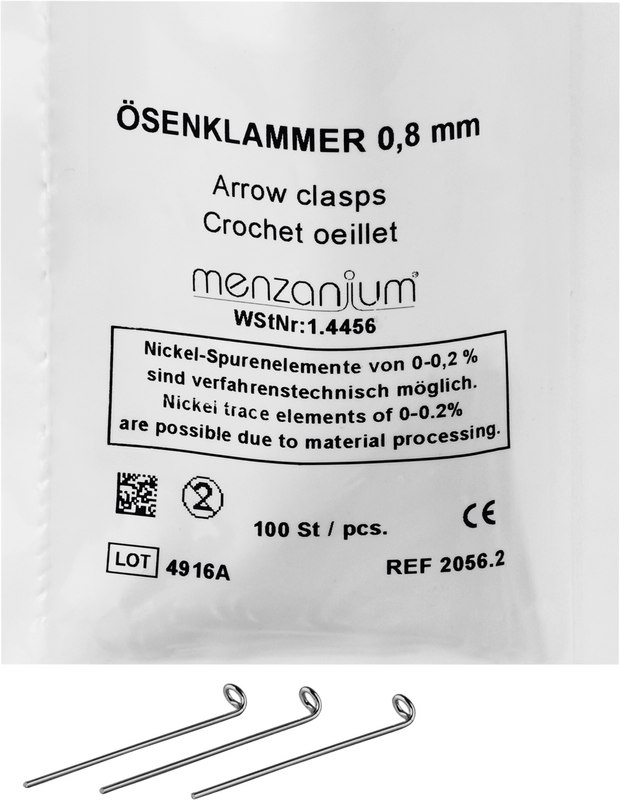 ÖSENKLAMMER 0,8 mm
Arrow clasps
Crochet oeillet
menzanium®
WStNr:1.4456
Nickel-Spurenelemente von 0-0,2 %
sind verfahrenstechnisch möglich.
Nickel trace elements of 0-0.2%
are possible due to material processing.
2
100 St / pcs.
CE
LOT 4916A
REF 2056.2